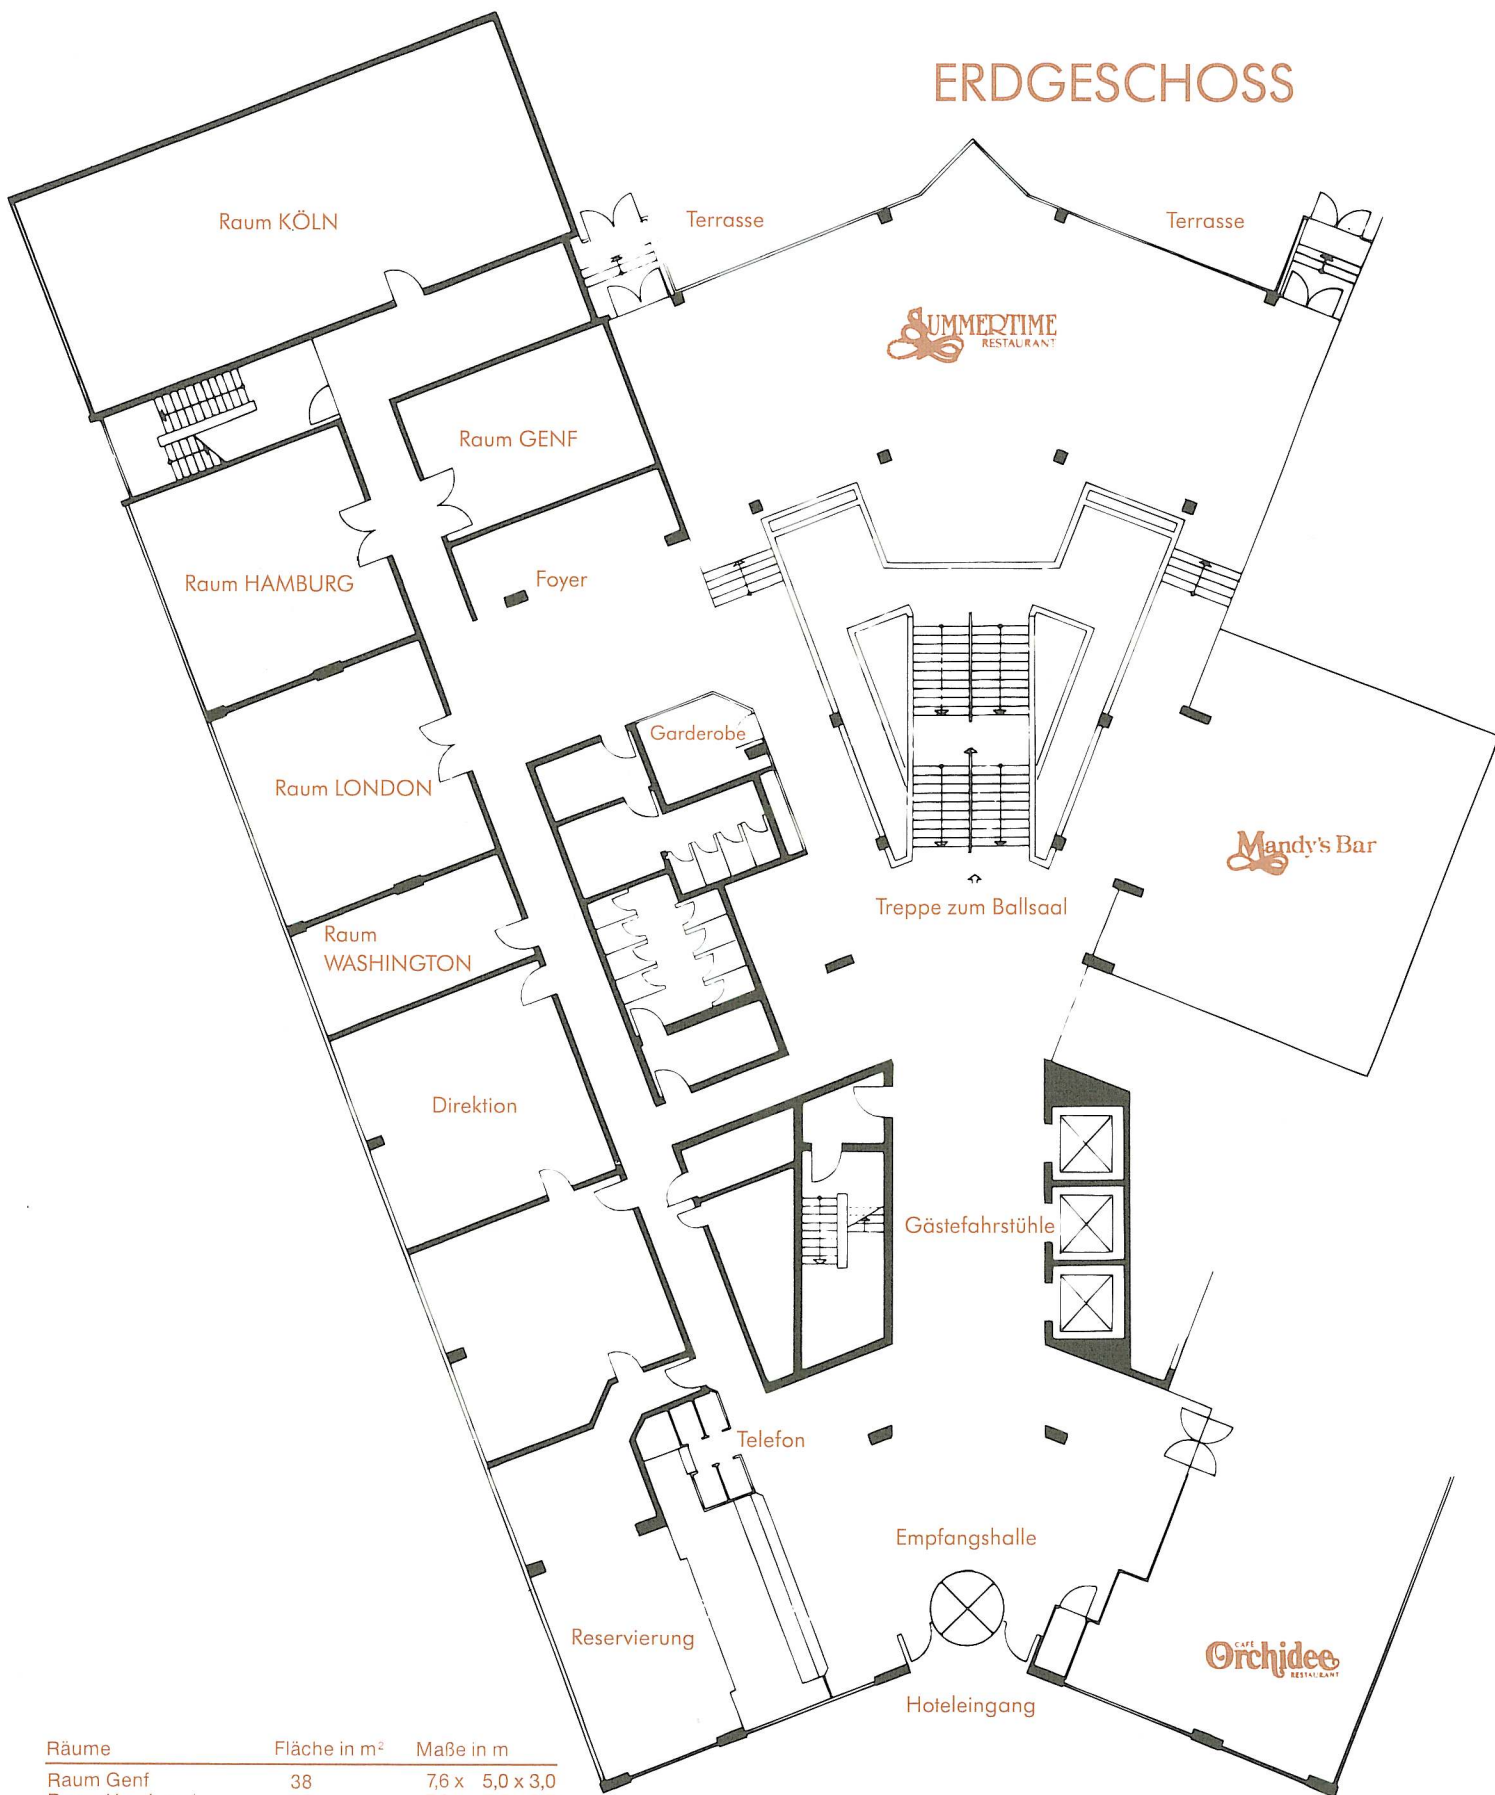 ERDGESCHOSS
Raum KÖLN
Terrasse
Terrasse
SUMMERTIME
RESTAURANT
Raum GENF
Foyer
Raum HAMBURG
Garderobe
Raum LONDON
Mandy's Bar
Treppe zum Ballsaal
Raum
WASHINGTON
Direktion
Gästefahrstühle
Telefon
Empfangshalle
Reservierung
CAFÉ
Orchidee
RESTAURANT
Hoteleingang
Räume Fläche in m² Maße in m
Raum Genf 38 7,6 x 5,0 x 3,0